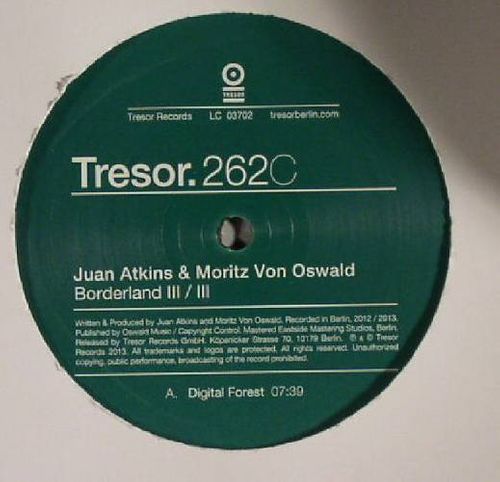 TRESOR
Tresor Records LC 03702 tresorberlin.com
Tresor. 262C
Juan Atkins & Moritz Von Oswald
Borderland III / III
Written & Produced by Juan Atkins and Moritz Von Oswald. Recorded in Berlin, 2012 / 2013.
Published by Oswald Music / Copyright Control. Mastered Eastside Mastering Studios, Berlin.
Released by Tresor Records GmbH. Köpenicker Strasse 70, 10179 Berlin. ℗ & © Tresor
Records 2013. All trademarks and logos are protected. All rights reserved. Unauthorized
copying, public performance, broadcasting of the record prohibited.
A. Digital Forest 07:39